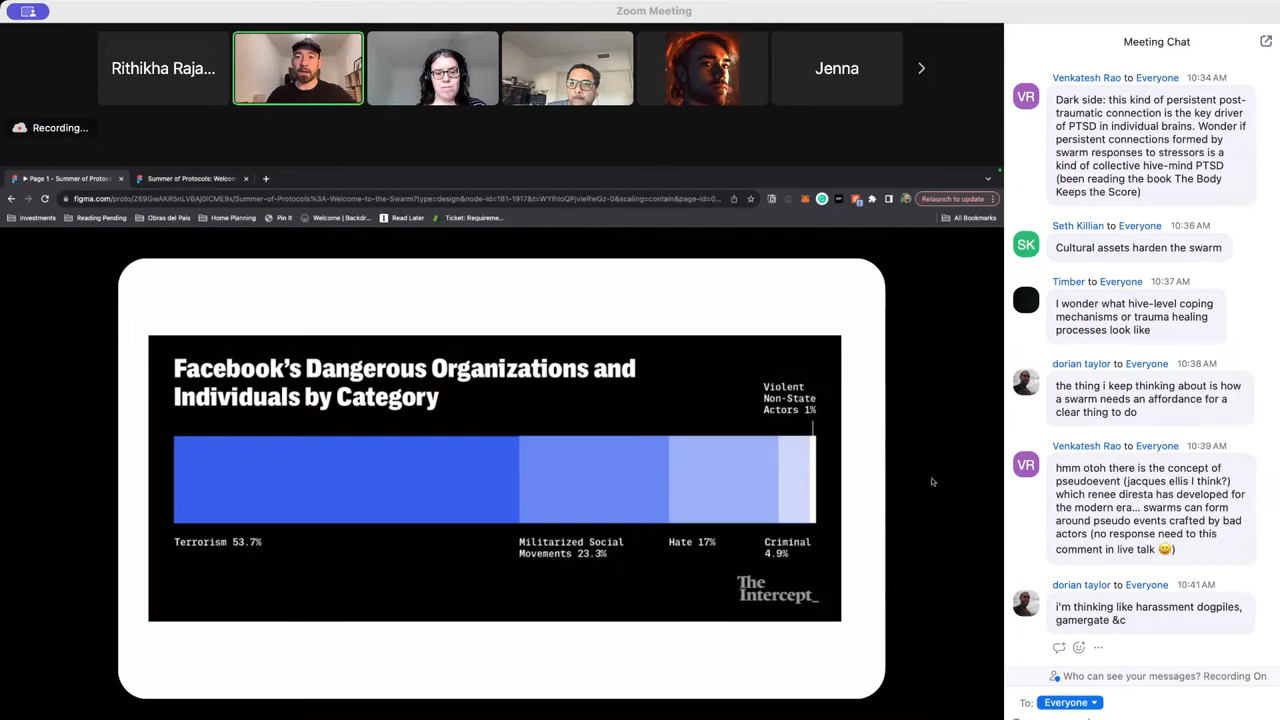 Zoom Meeting
Rithikha Raja...
Jenna
Recording...
Page 1 - Summer of Protoc
Summer of Protocols: Welcom
Investments
Reading Pending
Obras del Pais
Home Planning
Pin It
Welcome | Backdr...
Read Later
Ticket: Requireme...
Relaunch to update
All Bookmarks
Facebook's Dangerous Organizations and
Individuals by Category
Violent
Non-State
Actors 1%
Terrorism 53.7%
Militarized Social
Movements 23.3%
Hate 17%
Criminal
4.9%
The
Intercept_
Meeting Chat
Venkatesh Rao to Everyone 10:34 AM
VR
Dark side: this kind of persistent post-
traumatic connection is the key driver
of PTSD in individual brains. Wonder if
persistent connections formed by
swarm responses to stressors is a
kind of collective hive-mind PTSD
(been reading the book The Body
Keeps the Score)
Seth Killian to Everyone 10:36 AM
SK
Cultural assets harden the swarm
Timber to Everyone 10:37 AM
I wonder what hive-level coping
mechanisms or trauma healing
processes look like
dorian taylor to Everyone 10:38 AM
the thing i keep thinking about is how
a swarm needs an affordance for a
clear thing to do
Venkatesh Rao to Everyone 10:39 AM
VR
hmm otoh there is the concept of
pseudoevent (jacques ellis I think?)
which renee diresta has developed for
the modern era... swarms can form
around pseudo events crafted by bad
actors (no response need to this
comment in live talk 😄)
dorian taylor to Everyone 10:41 AM
i'm thinking like harassment dogpiles,
gamergate &c
Who can see your messages? Recording On
To: Everyone